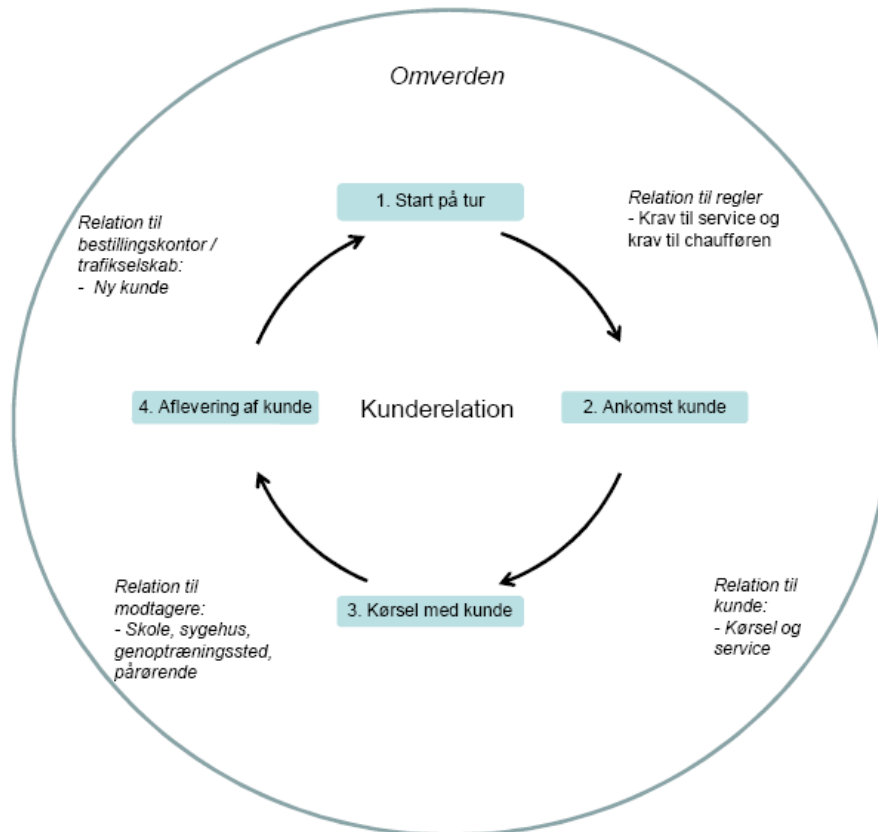 Omverden
1. Start på tur
Relation til regler
- Krav til service og
krav til chaufføren
Relation til
bestillingskontor /
trafikselskab:
- Ny kunde
4. Aflevering af kunde
Kunderelation
2. Ankomst kunde
Relation til
modtagere:
- Skole, sygehus,
genoptræningssted,
pårørende
3. Kørsel med kunde
Relation til
kunde:
- Kørsel og
service